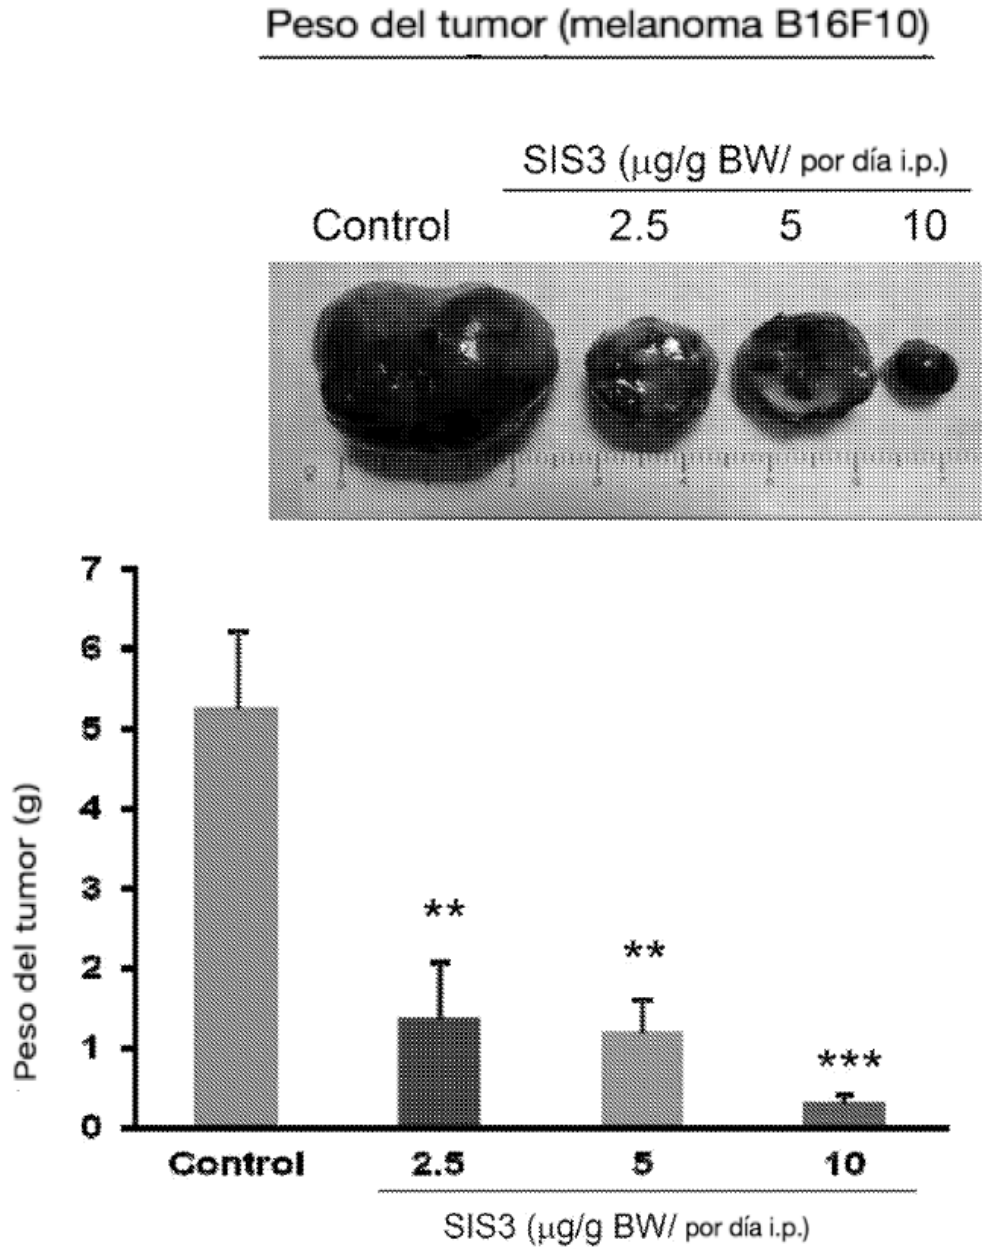 Peso del tumor (melanoma B16F10)
SIS3 (μg/g BW/ por día i.p.)
Control 2.5 5 10
7
6
5
4
3
2
1
0
Peso del tumor (g)
**
**
***
Control 2.5 5 10
SIS3 (μg/g BW/ por día i.p.)